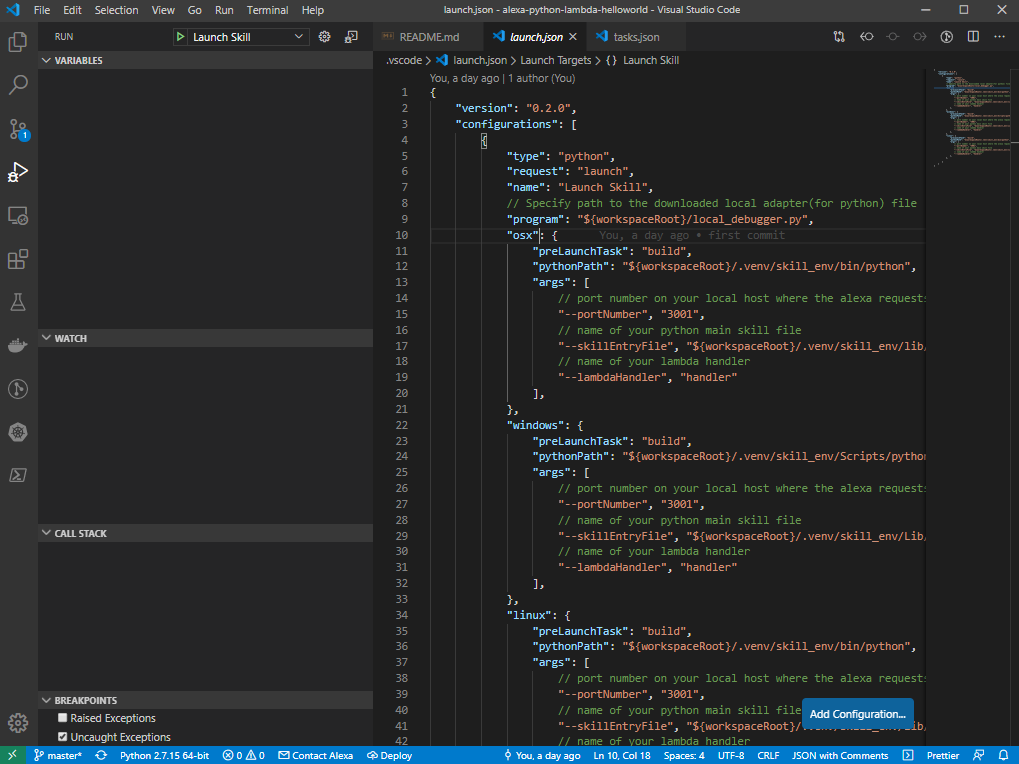 File Edit Selection View Go Run Terminal Help launch.json - alexa-python-lambda-helloworld - Visual Studio Code
RUN Launch Skill
README.md launch.json tasks.json
.vscode > launch.json > Launch Targets > {} Launch Skill
VARIABLES
WATCH
CALL STACK
BREAKPOINTS
Raised Exceptions
Uncaught Exceptions
1
You, a day ago | 1 author (You)
1 {
2 "version": "0.2.0",
3 "configurations": [
4 {
5 "type": "python",
6 "request": "launch",
7 "name": "Launch Skill",
8 // Specify path to the downloaded local adapter(for python) file
9 "program": "${workspaceRoot}/local_debugger.py",
10 "osx": { You, a day ago • first commit
11 "preLaunchTask": "build",
12 "pythonPath": "${workspaceRoot}/.venv/skill_env/bin/python",
13 "args": [
14 // port number on your local host where the alexa requests
15 "--portNumber", "3001",
16 // name of your python main skill file
17 "--skillEntryFile", "${workspaceRoot}/.venv/skill_env/lib/
18 // name of your lambda handler
19 "--lambdaHandler", "handler"
20 ],
21 },
22 "windows": {
23 "preLaunchTask": "build",
24 "pythonPath": "${workspaceRoot}/.venv/skill_env/Scripts/python
25 "args": [
26 // port number on your local host where the alexa requests
27 "--portNumber", "3001",
28 // name of your python main skill file
29 "--skillEntryFile", "${workspaceRoot}/.venv/skill_env/Lib/
30 // name of your lambda handler
31 "--lambdaHandler", "handler"
32 ],
33 },
34 "linux": {
35 "preLaunchTask": "build",
36 "pythonPath": "${workspaceRoot}/.venv/skill_env/bin/python",
37 "args": [
38 // port number on your local host where the alexa requests
39 "--portNumber", "3001",
40 // name of your python main skill file
41 "--skillEntryFile", "${workspaceRoot}/.venv/skill_env/lib/
42 // name of your lambda handler
Add Configuration...
master* Python 2.7.15 64-bit 0 0 Contact Alexa Deploy You, a day ago Ln 10, Col 18 Spaces: 4 UTF-8 CRLF JSON with Comments Prettier